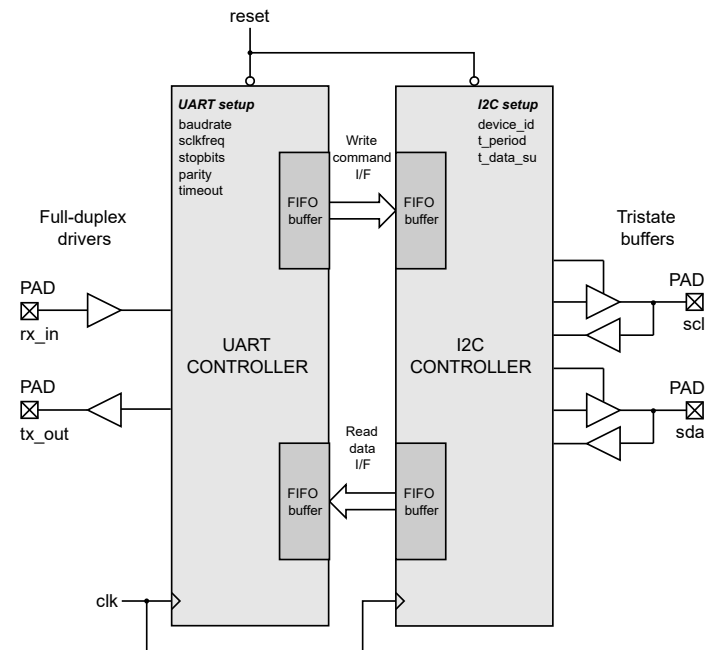 reset
UART setup
baudrate
sclkfreq
stopbits
parity
timeout
I2C setup
device_id
t_period
t_data_su
Write
command
I/F
FIFO
buffer
FIFO
buffer
Full-duplex
drivers
Tristate
buffers
PAD
rx_in
PAD
scl
UART
CONTROLLER
I2C
CONTROLLER
PAD
tx_out
PAD
sda
Read
data
I/F
FIFO
buffer
FIFO
buffer
clk